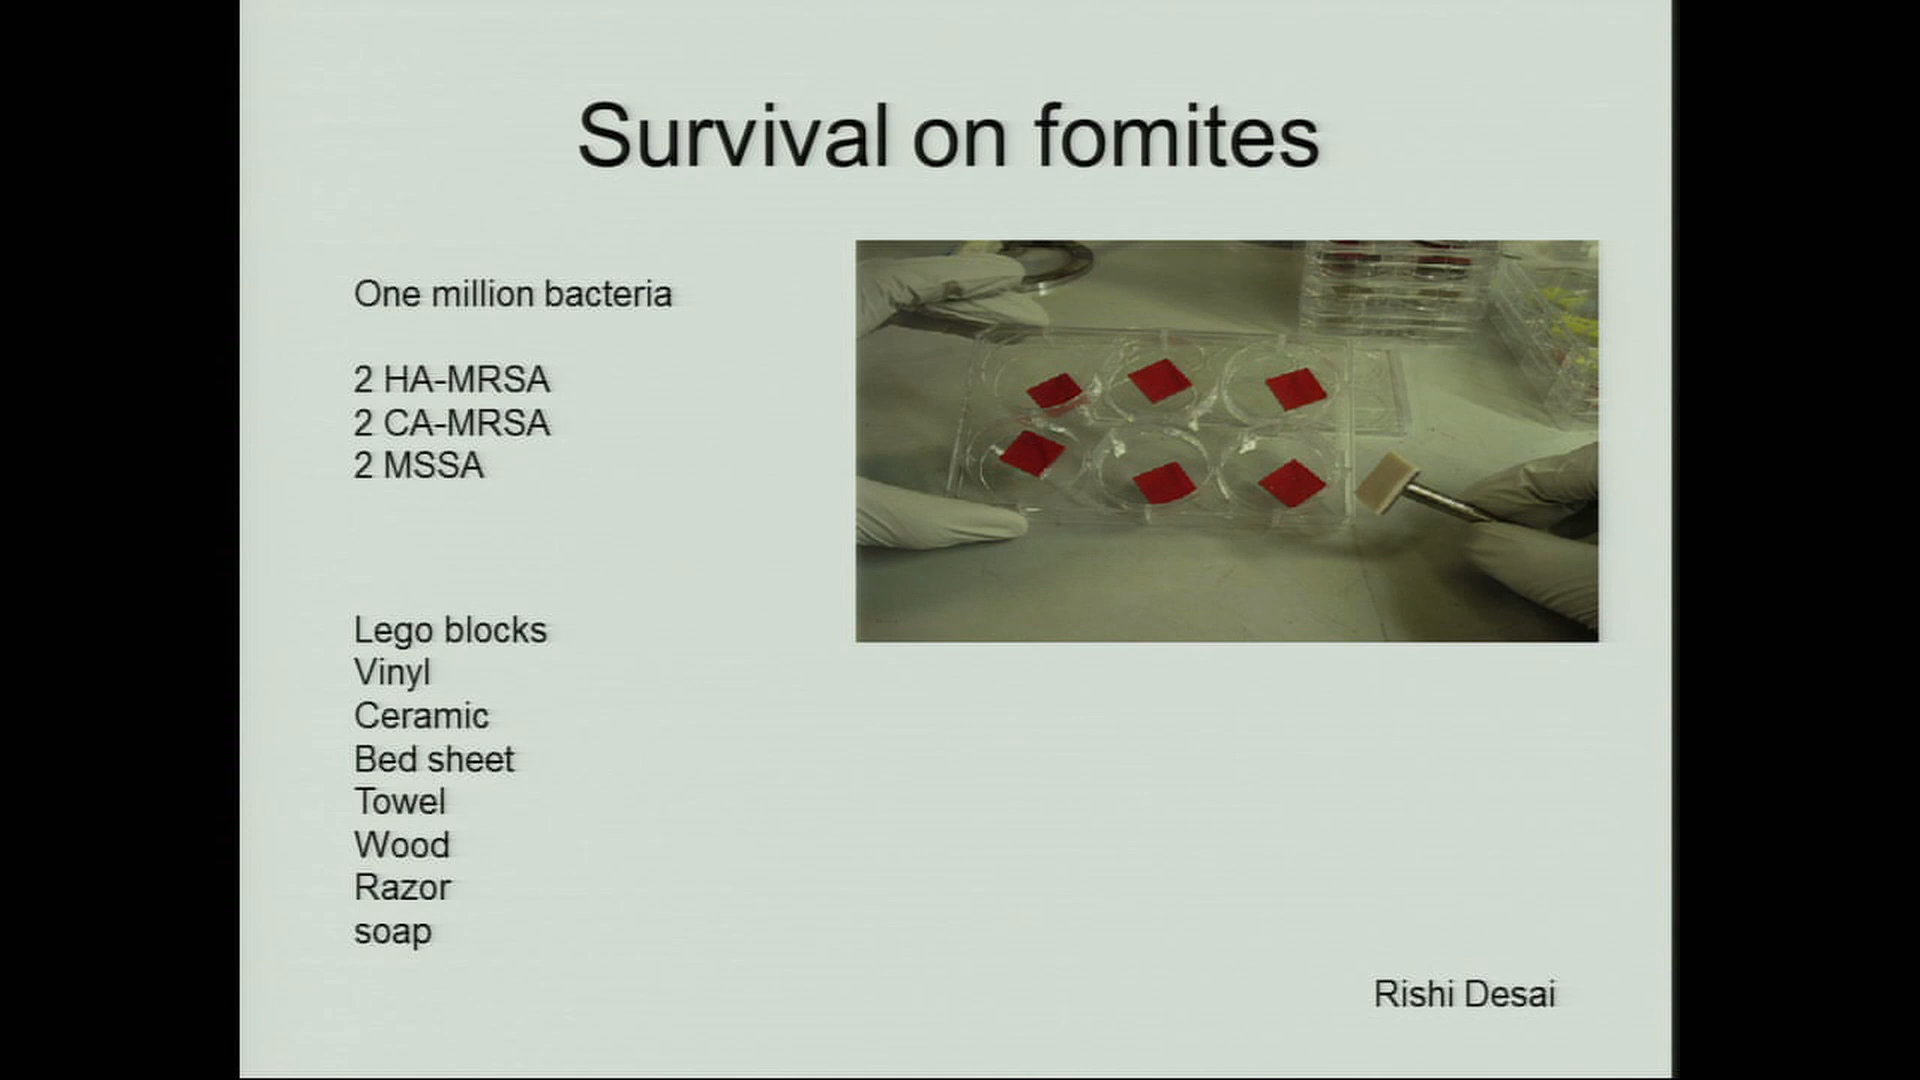 Survival on fomites
One million bacteria
2 HA-MRSA
2 CA-MRSA
2 MSSA
Lego blocks
Vinyl
Ceramic
Bed sheet
Towel
Wood
Razor
soap
Rishi Desai